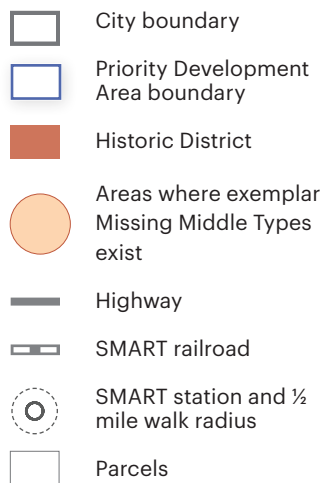 City boundary
Priority Development
Area boundary
Historic District
Areas where exemplar
Missing Middle Types
exist
Highway
SMART railroad
SMART station and ½
mile walk radius
Parcels